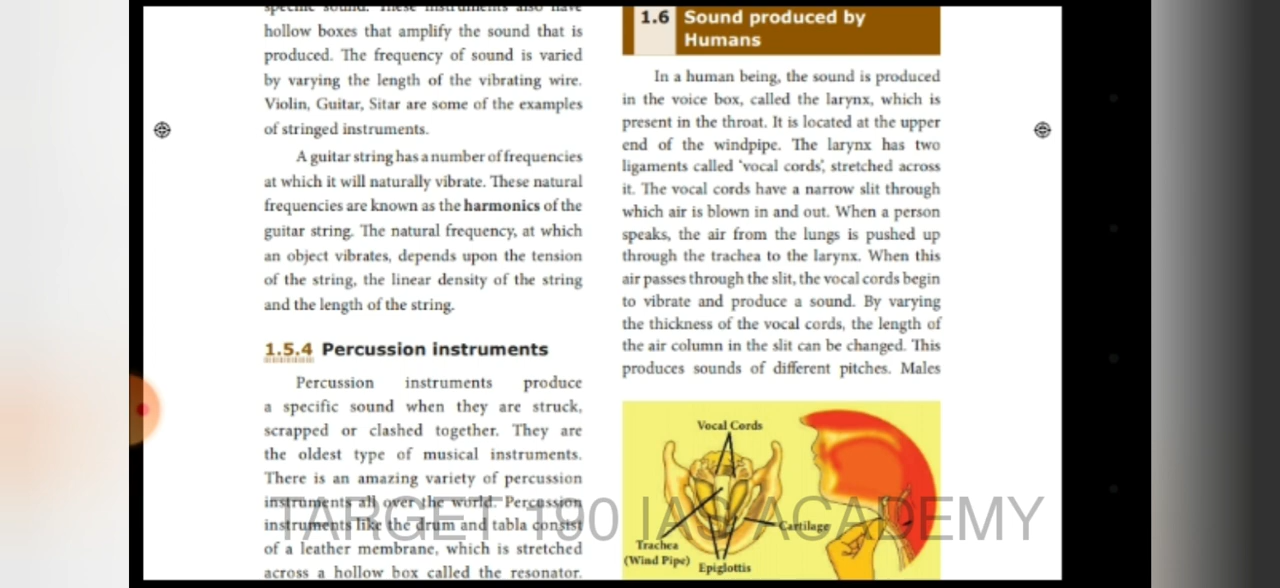 specific sound. These instruments also have
hollow boxes that amplify the sound that is
produced. The frequency of sound is varied
by varying the length of the vibrating wire.
Violin, Guitar, Sitar are some of the examples
of stringed instruments.
A guitar string has a number of frequencies
at which it will naturally vibrate. These natural
frequencies are known as the harmonics of the
guitar string. The natural frequency, at which
an object vibrates, depends upon the tension
of the string, the linear density of the string
and the length of the string.
1.5.4 Percussion instruments
Percussion instruments produce
a specific sound when they are struck,
scrapped or clashed together. They are
the oldest type of musical instruments.
There is an amazing variety of percussion
instruments all over the world. Percussion
instruments like the drum and tabla consist
of a leather membrane, which is stretched
across a hollow box called the resonator.
1.6 Sound produced by
Humans
In a human being, the sound is produced
in the voice box, called the larynx, which is
present in the throat. It is located at the upper
end of the windpipe. The larynx has two
ligaments called ‘vocal cords’, stretched across
it. The vocal cords have a narrow slit through
which air is blown in and out. When a person
speaks, the air from the lungs is pushed up
through the trachea to the larynx. When this
air passes through the slit, the vocal cords begin
to vibrate and produce a sound. By varying
the thickness of the vocal cords, the length of
the air column in the slit can be changed. This
produces sounds of different pitches. Males
Vocal Cords
Cartilage
Trachea
(Wind Pipe)
Epiglottis
TARGET 190 IAS ACADEMY